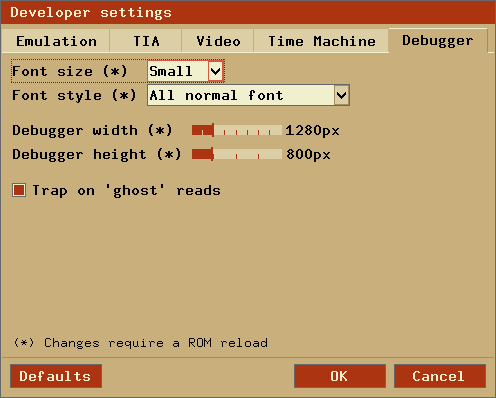 Developer settings
Emulation TIA Video Time Machine Debugger
Font size (*) Small
Font style (*) All normal font
Debugger width (*) 1280px
Debugger height (*) 800px
Trap on 'ghost' reads
(*) Changes require a ROM reload
Defaults OK Cancel